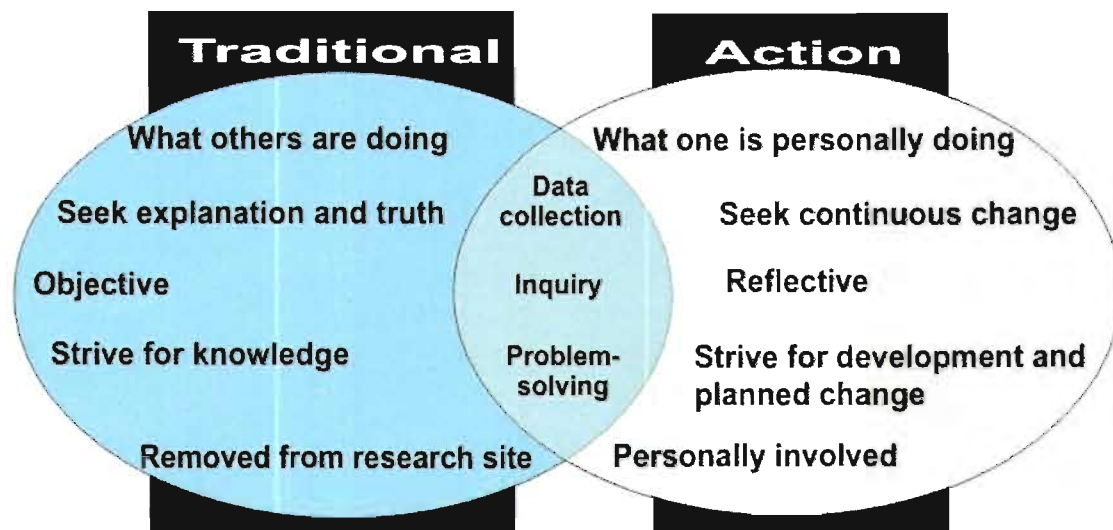 Traditional
Action
What others are doing
Seek explanation and truth
Objective
Strive for knowledge
Removed from research site
Data
collection
Inquiry
Problem-
solving
What one is personally doing
Seek continuous change
Reflective
Strive for development and
planned change
Personally involved